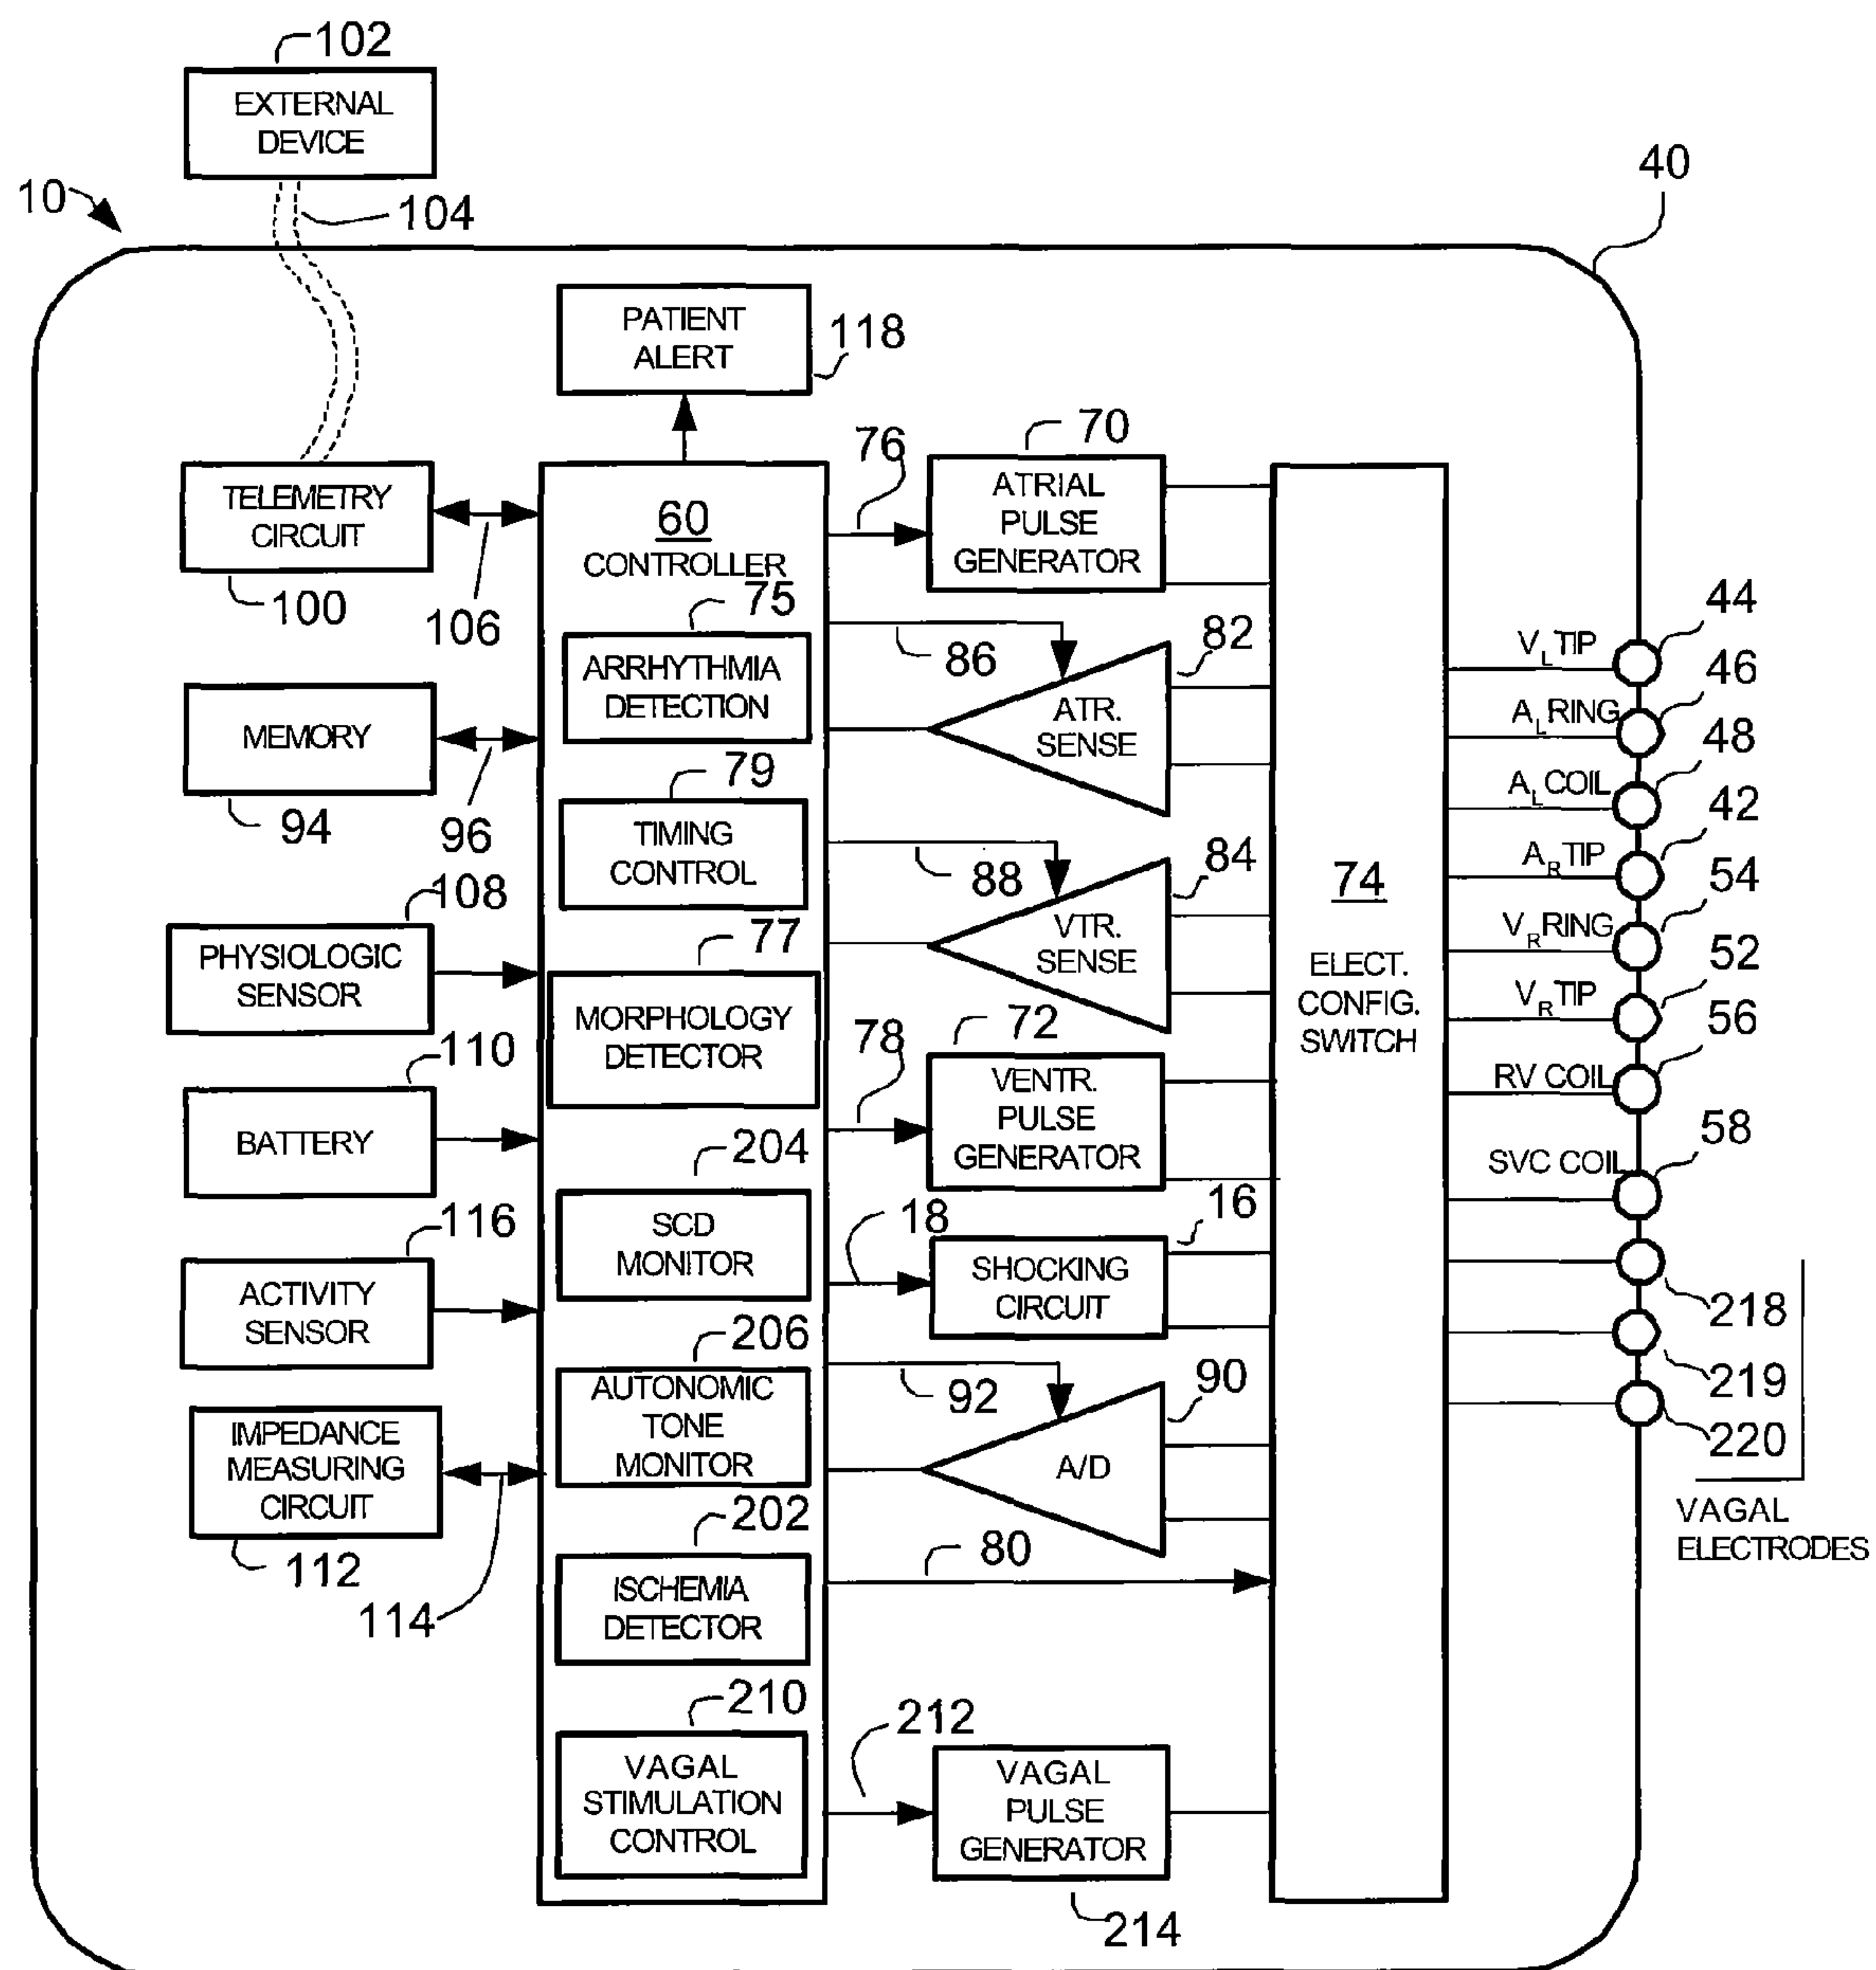 102
EXTERNAL
DEVICE
10
104
40
PATIENT
ALERT
118
76
70
TELEMETRY
CIRCUIT
100
106
60
CONTROLLER
ATRIAL
PULSE
GENERATOR
75
ARRHYTHMIA
DETECTION
86
82
ATR.
SENSE
44
VL TIP
46
AL RING
48
AL COIL
42
AR TIP
54
VR RING
52
VR TIP
56
RV COIL
58
SVC COIL
MEMORY
94
96
79
TIMING
CONTROL
88
84
VTR.
SENSE
74
ELECT.
CONFIG.
SWITCH
108
PHYSIOLOGIC
SENSOR
77
MORPHOLOGY
DETECTOR
78
72
VENTR.
PULSE
GENERATOR
110
BATTERY
204
SCD
MONITOR
18
16
SHOCKING
CIRCUIT
116
ACTIVITY
SENSOR
206
AUTONOMIC
TONE
MONITOR
92
90
A/D
218
219
220
VAGAL
ELECTRODES
IMPEDANCE
MEASURING
CIRCUIT
112
114
202
ISCHEMIA
DETECTOR
80
210
VAGAL
STIMULATION
CONTROL
212
VAGAL
PULSE
GENERATOR
214